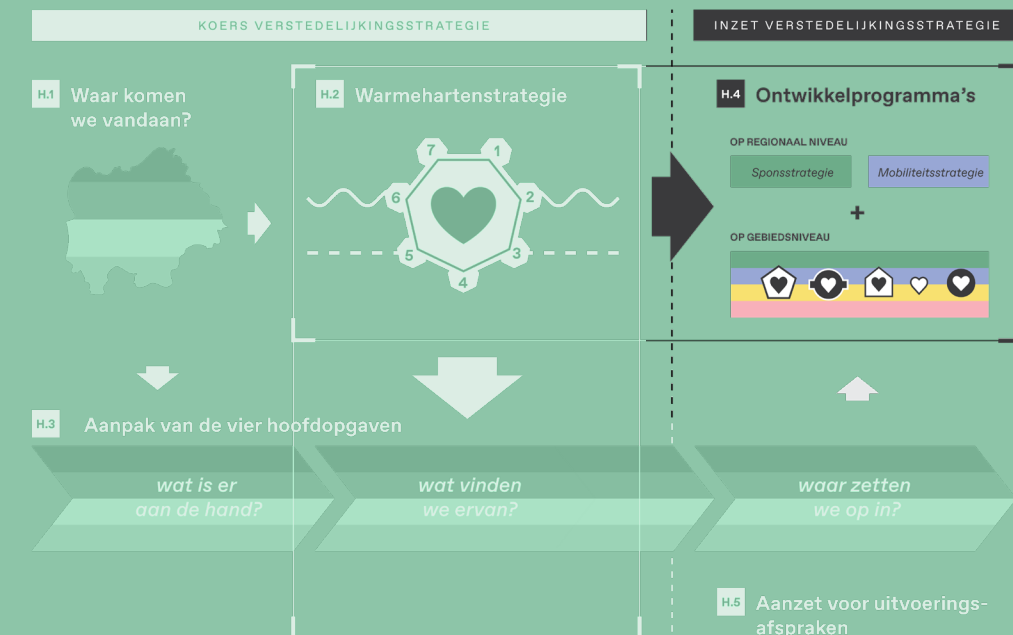 KOERS VERSTEDELIJKINGSSTRATEGIE
INZET VERSTEDELIJKINGSSTRATEGIE
H.1 Waar komen
we vandaan?
H.2 Warmehartenstrategie
7
1
6
2
5
3
4
H.4 Ontwikkelprogramma's
OP REGIONAAL NIVEAU
Sponsstrategie
Mobiliteitsstrategie
+
OP GEBIEDSNIVEAU
H.3 Aanpak van de vier hoofdopgaven
wat is er
aan de hand?
wat vinden
we ervan?
waar zetten
we op in?
H.5 Aanzet voor uitvoerings-
afspraken